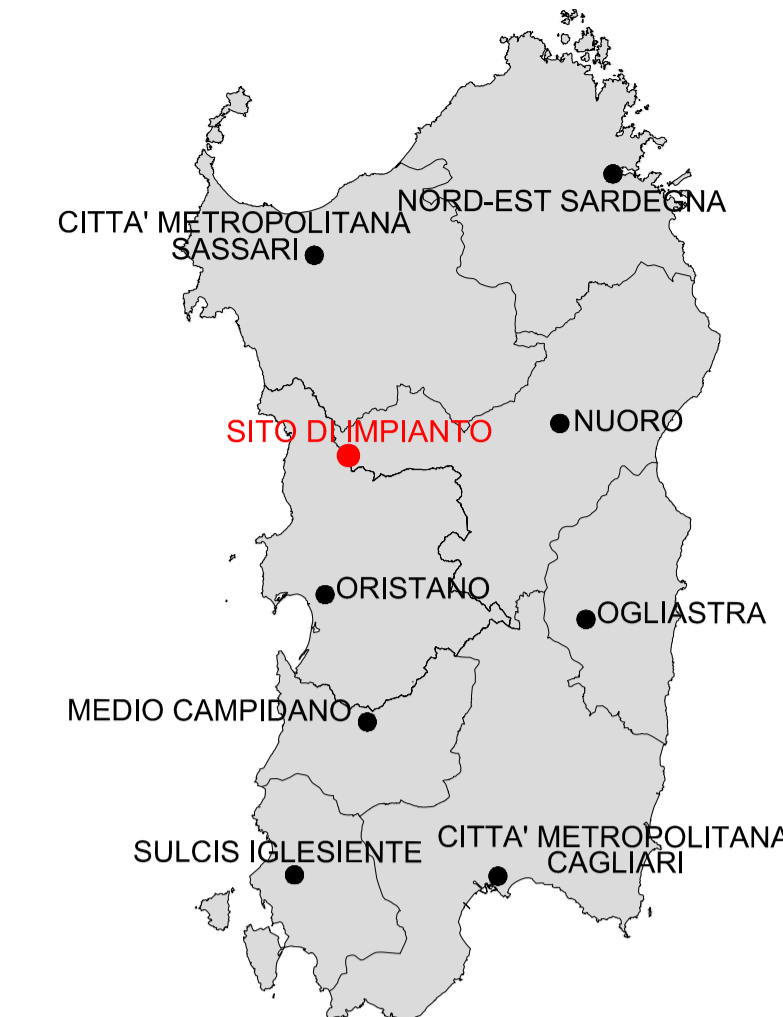 NORD-EST SARDEGNA
CITTA' METROPOLITANA
SASSARI
NUORO
SITO DI IMPIANTO
ORISTANO
OGLIASTRA
MEDIO CAMPIDANO
CITTA' METROPOLITANA
CAGLIARI
SULCIS IGLESIENTE